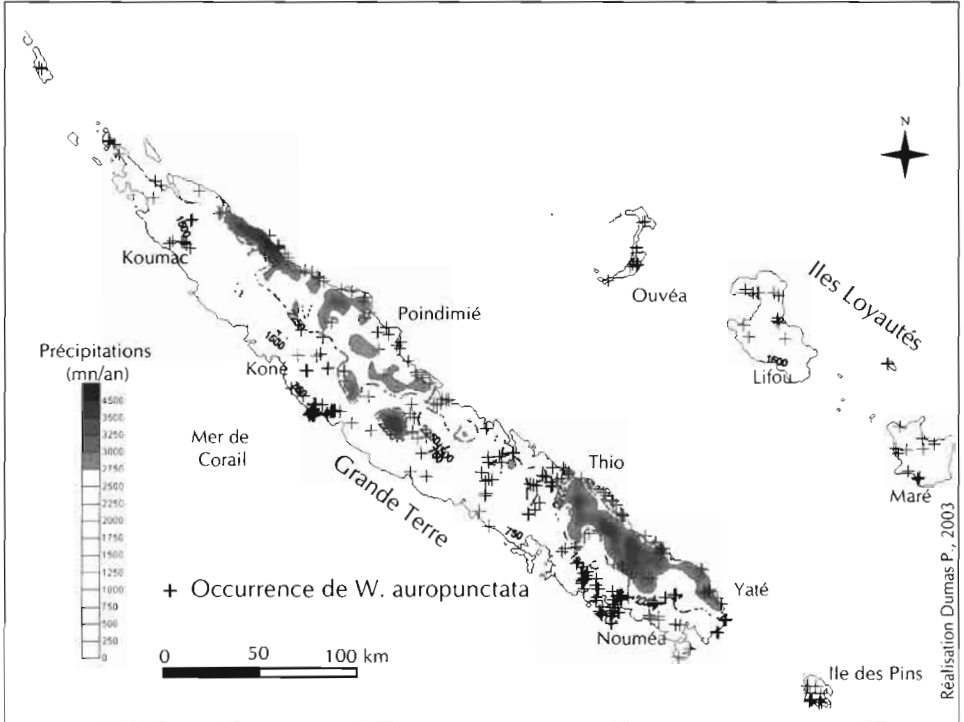 N
Koumac
Poindimié
Ouvéa
Iles Loyautés
1500
Lifou
Précipitations
(mn/an)
4500
3500
3250
3000
2750
2500
2250
2000
1750
1500
1250
1000
750
500
250
0
Koné
Mer de
Corail
Grande Terre
Thio
750
Maré
+ Occurrence de W. auropunctata
Yaté
Nouméa
0 50 100 km
Ile des Pins
Réalisation Dumas P., 2003